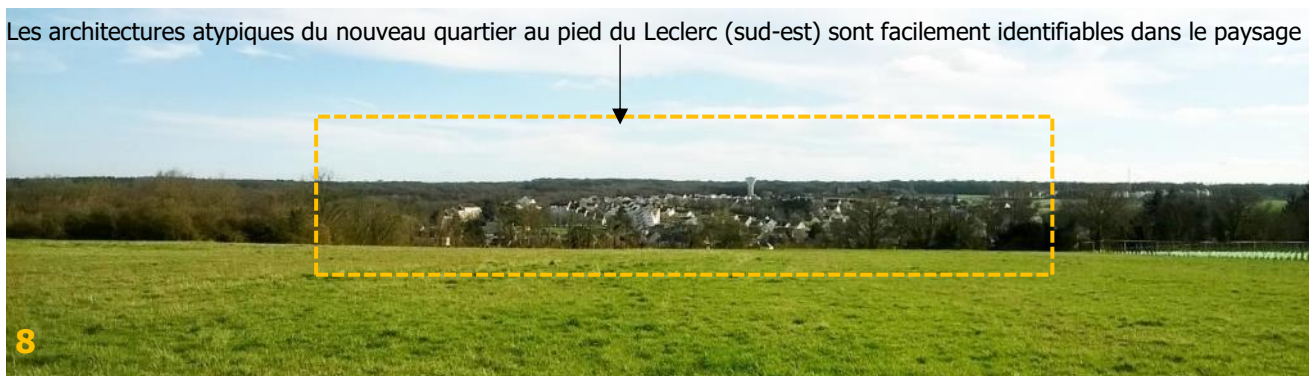 Les architectures atypiques du nouveau quartier au pied du Leclerc (sud-est) sont facilement identifiables dans le paysage
8